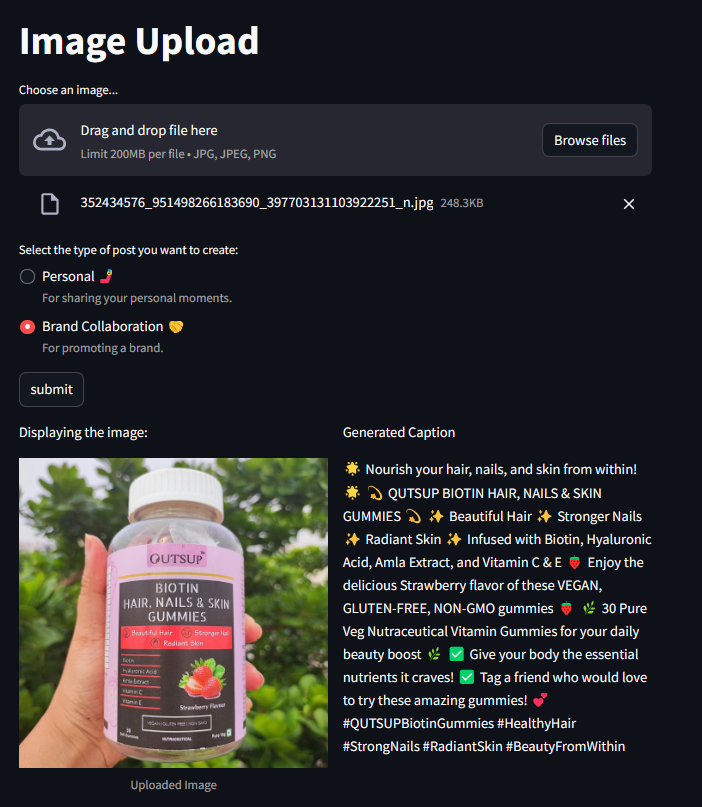 Image Upload
Choose an image...
Drag and drop file here
Limit 200MB per file • JPG, JPEG, PNG
Browse files
352434576_951498266183690_397703131103922251_n.jpg 248.3KB
Select the type of post you want to create:
Personal 🤳
For sharing your personal moments.
Brand Collaboration 🤝
For promoting a brand.
submit
Displaying the image:
QUTSUP
BIOTIN
HAIR, NAILS & SKIN
GUMMIES
Beautiful Hair Stronger Nail
Radiant Skin
Biotin
Hyaluronic Acid
Amla Extract
Vitamin C
Vitamin E
Strawberry Flavor
VEGAN | GLUTEN FREE | NON-GMO
30
NUTRACEUTICAL
Pure Veg
Uploaded Image
Generated Caption
🌟 Nourish your hair, nails, and skin from within!
🌟 💫 QUTSUP BIOTIN HAIR, NAILS & SKIN
GUMMIES 💫 ✨ Beautiful Hair ✨ Stronger Nails
✨ Radiant Skin ✨ Infused with Biotin, Hyaluronic
Acid, Amla Extract, and Vitamin C & E 🍓 Enjoy the
delicious Strawberry flavor of these VEGAN,
GLUTEN-FREE, NON-GMO gummies 🍓 🌿 30 Pure
Veg Nutraceutical Vitamin Gummies for your daily
beauty boost 🌿 ✅ Give your body the essential
nutrients it craves! ✅ Tag a friend who would love
to try these amazing gummies! 💕
#QUTSUPBiotinGummies #HealthyHair
#StrongNails #RadiantSkin #BeautyFromWithin